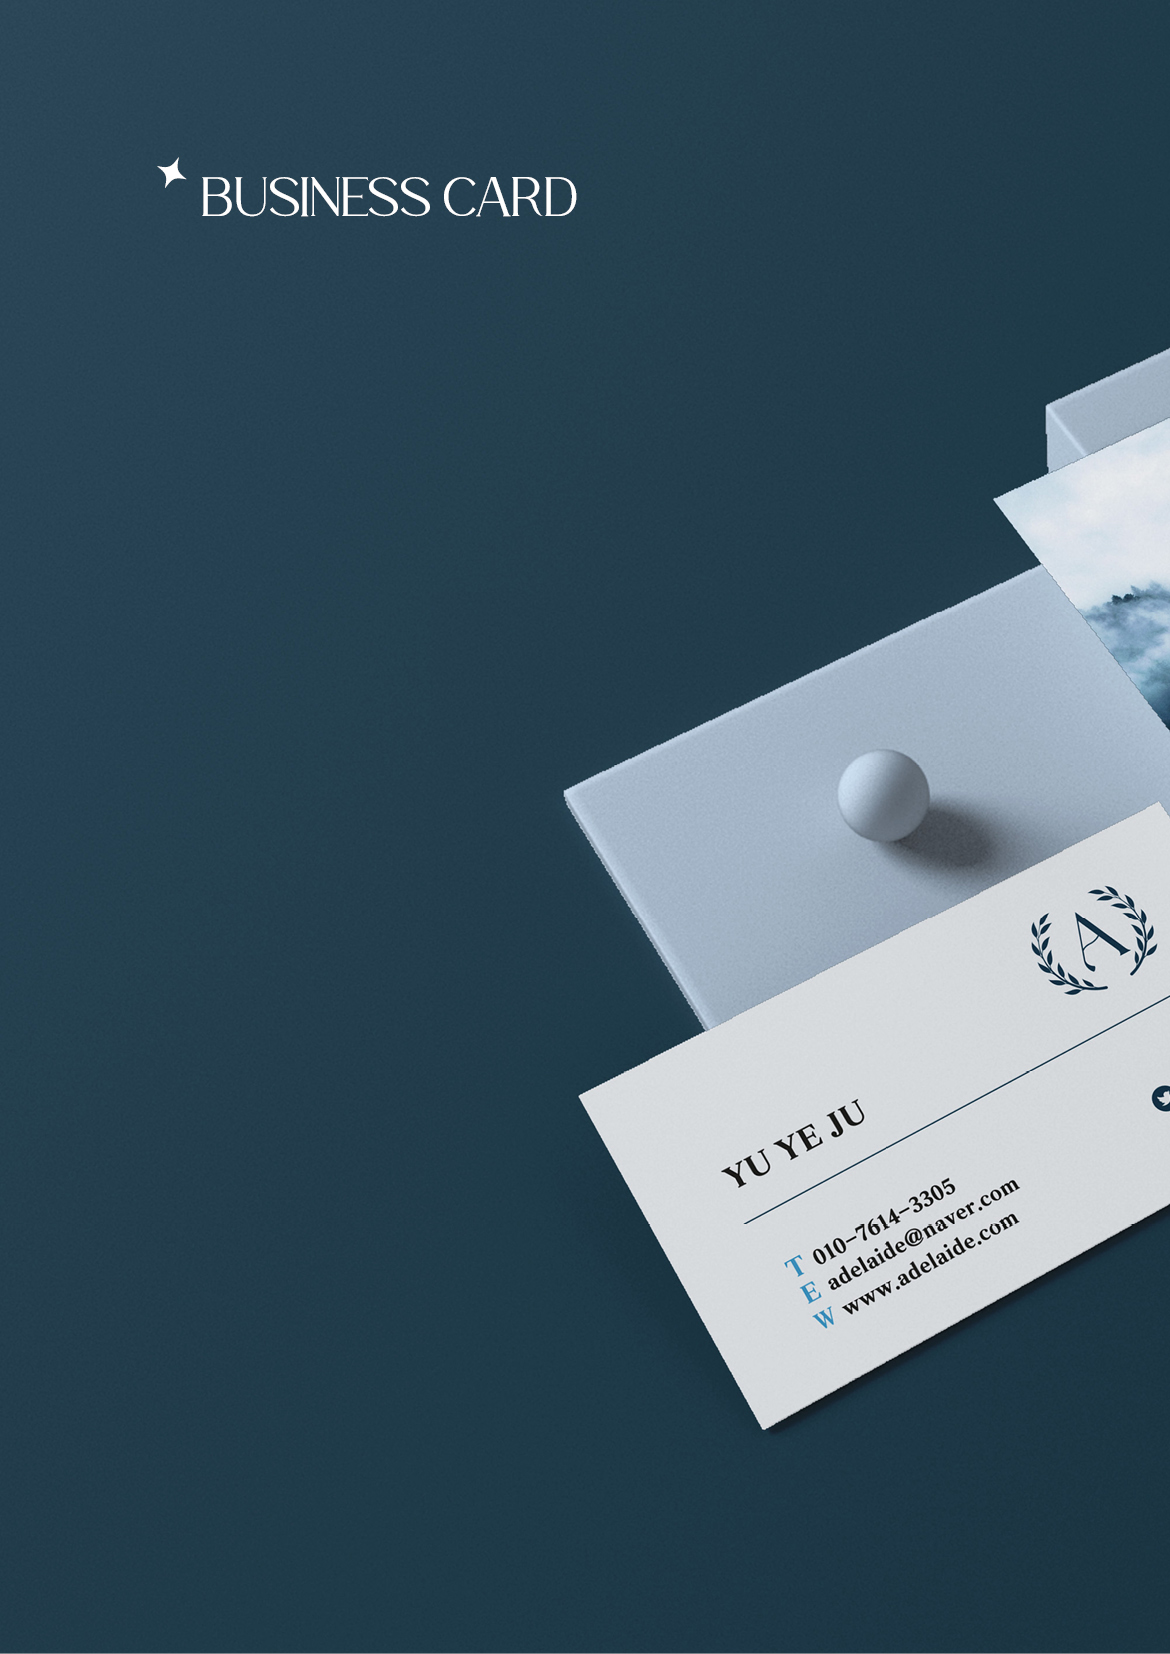 BUSINESS CARD
A
YU YE JU
T 010-7614-3305
E adelaide@naver.com
W www.adelaide.com